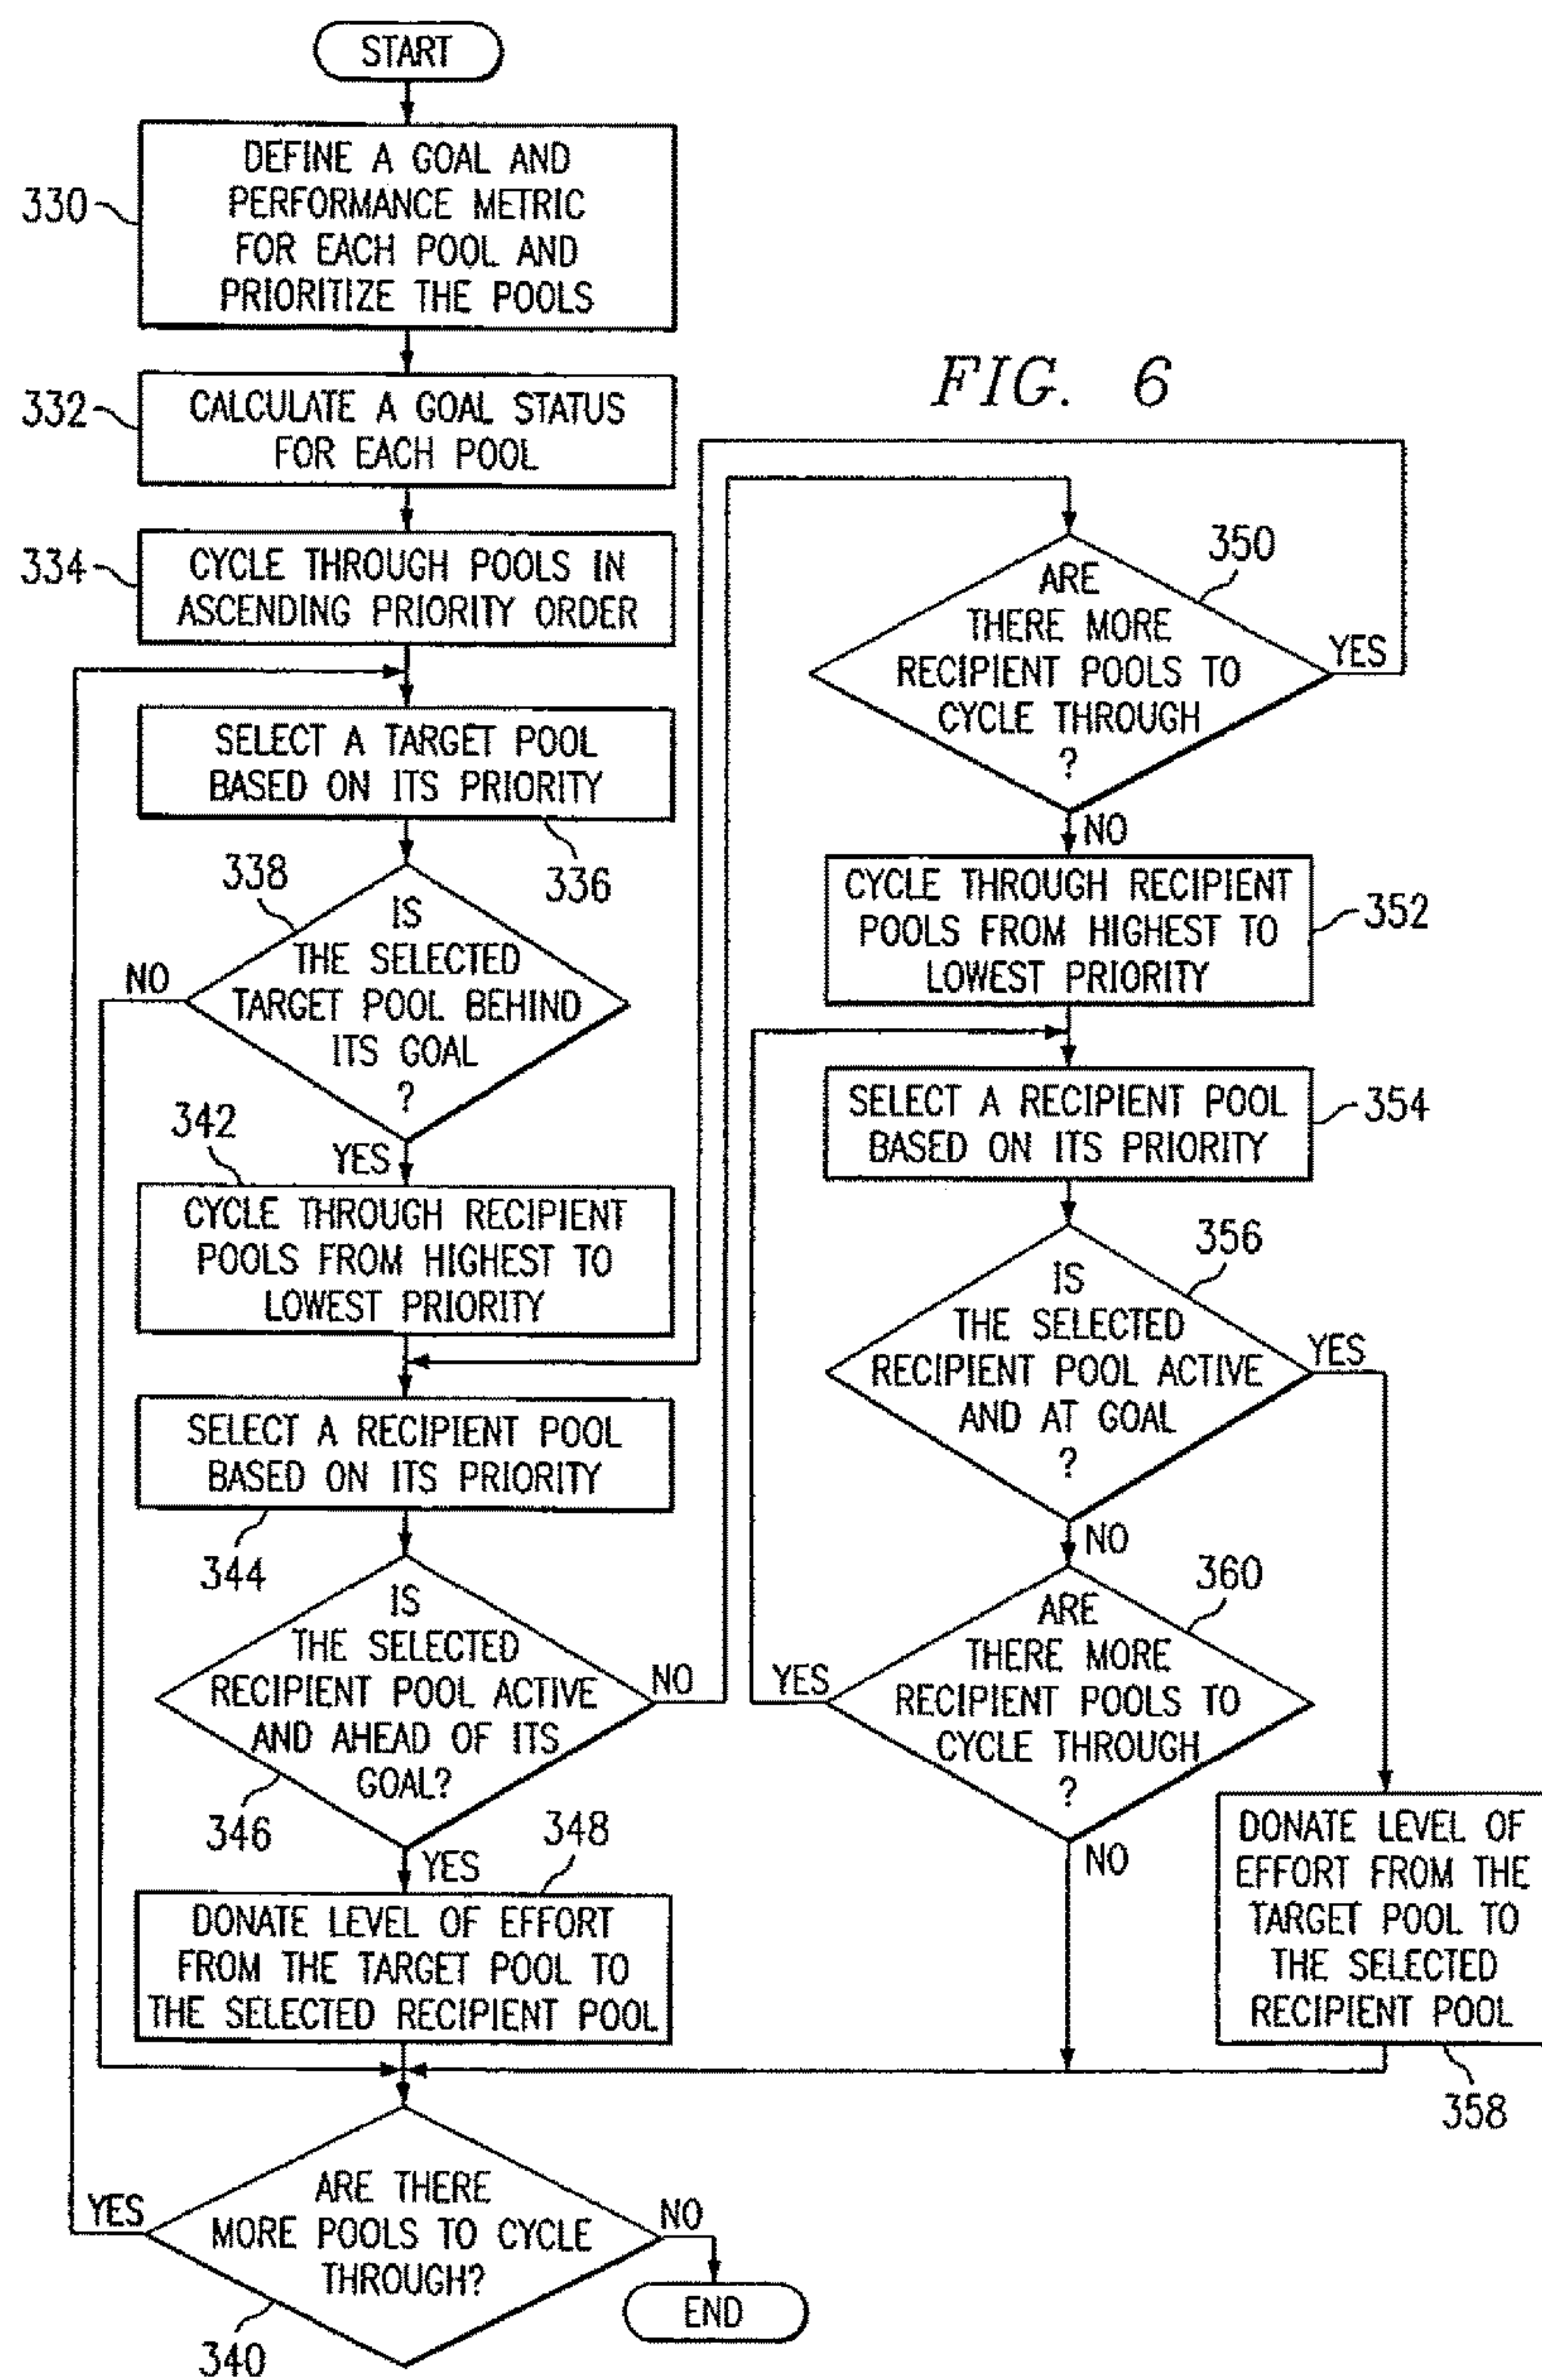 START
DEFINE A GOAL AND
PERFORMANCE METRIC
FOR EACH POOL AND
PRIORITIZE THE POOLS
330
CALCULATE A GOAL STATUS
FOR EACH POOL
332
CYCLE THROUGH POOLS IN
ASCENDING PRIORITY ORDER
334
SELECT A TARGET POOL
BASED ON ITS PRIORITY
336
338
IS
THE SELECTED
TARGET POOL BEHIND
ITS GOAL
?
NO
YES
342
CYCLE THROUGH RECIPIENT
POOLS FROM HIGHEST TO
LOWEST PRIORITY
SELECT A RECIPIENT POOL
BASED ON ITS PRIORITY
344
IS
THE SELECTED
RECIPIENT POOL ACTIVE
AND AHEAD OF ITS
GOAL?
NO
346
YES
348
DONATE LEVEL OF EFFORT
FROM THE TARGET POOL TO
THE SELECTED RECIPIENT POOL
ARE THERE
MORE POOLS TO CYCLE
THROUGH?
YES
NO
340
END
FIG. 6
350
ARE
THERE MORE
RECIPIENT POOLS TO
CYCLE THROUGH
?
YES
NO
CYCLE THROUGH RECIPIENT
POOLS FROM HIGHEST TO
LOWEST PRIORITY
352
SELECT A RECIPIENT POOL
BASED ON ITS PRIORITY
354
356
IS
THE SELECTED
RECIPIENT POOL ACTIVE
AND AT GOAL
?
YES
NO
360
ARE
THERE MORE
RECIPIENT POOLS TO
CYCLE THROUGH
?
YES
NO
DONATE LEVEL OF
EFFORT FROM THE
TARGET POOL TO
THE SELECTED
RECIPIENT POOL
358